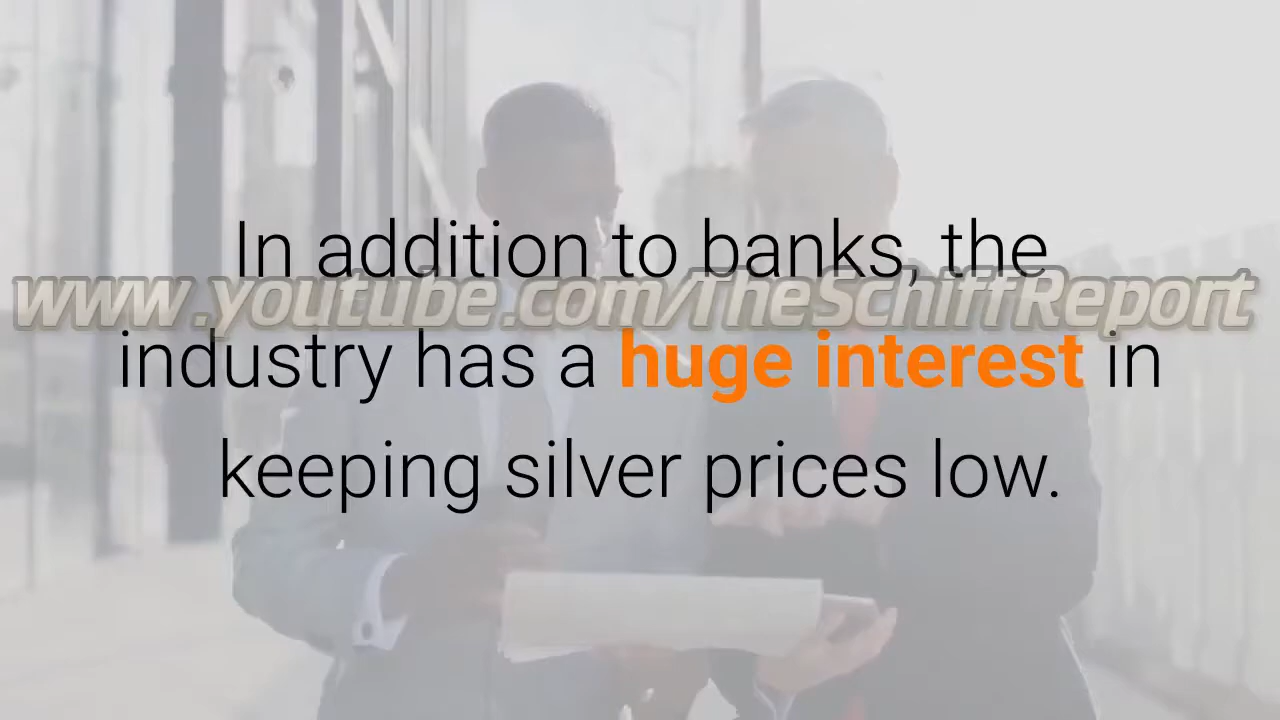 In addition to banks, the
www.youtube.com/TheSchiffReport
industry has a huge interest in
keeping silver prices low.